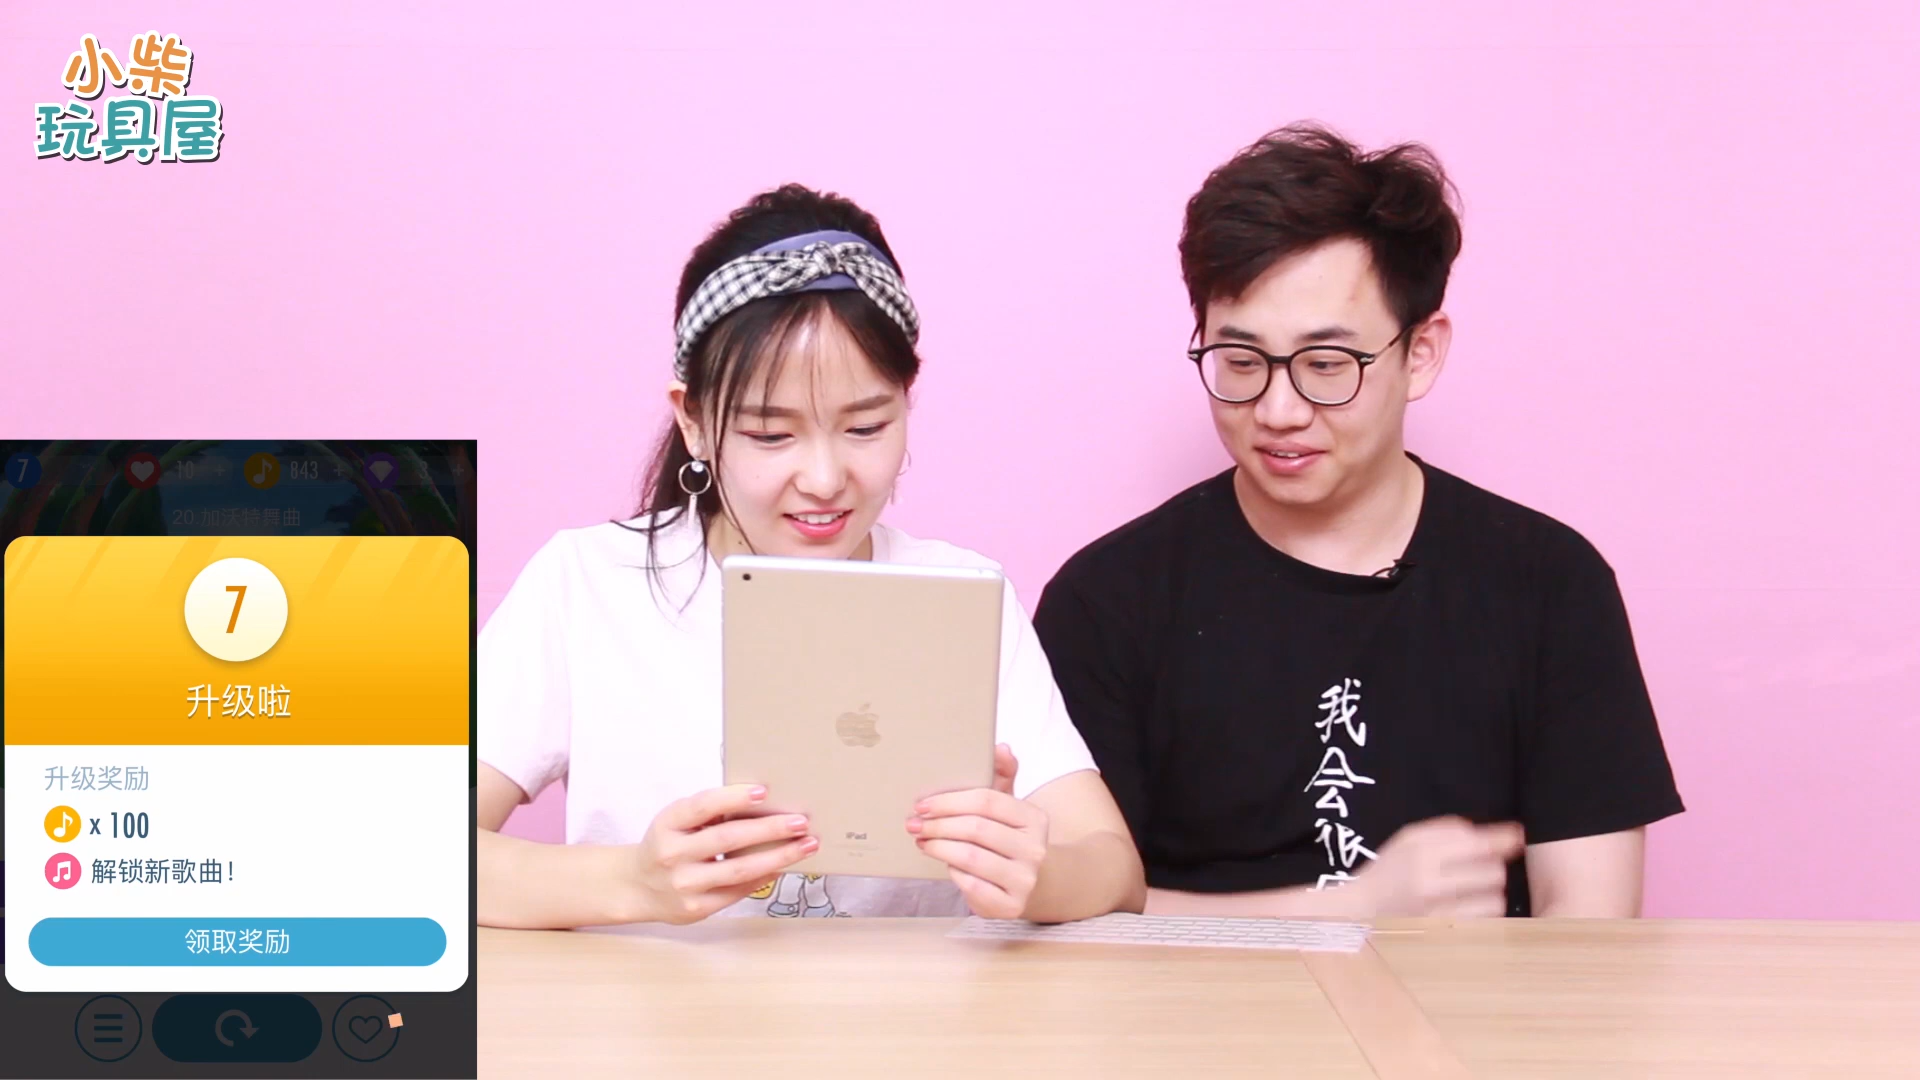 小柴
玩具屋
7
10
+
843
+
3
+
20.加沃特舞曲
7
升级啦
升级奖励
x 100
解锁新歌曲!
领取奖励
iPad
我
会
很